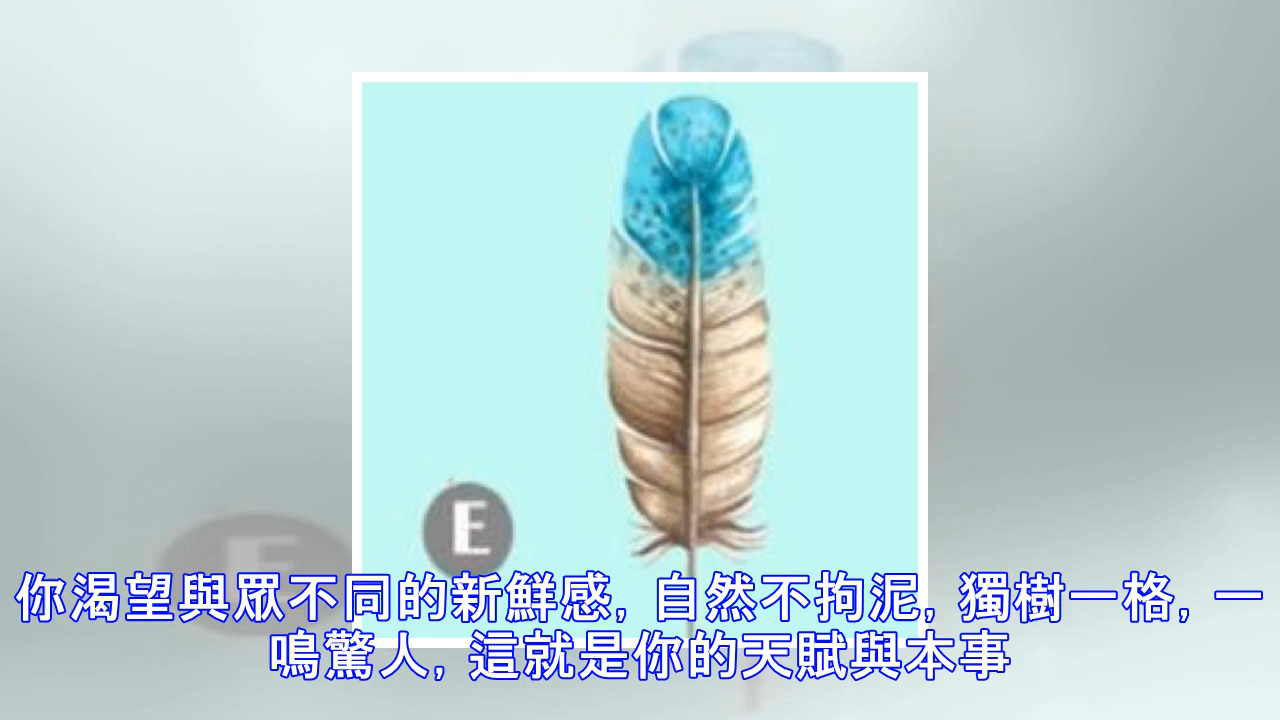 E
你渴望與眾不同的新鮮感, 自然不拘泥, 獨樹一格, 一
鳴驚人, 這就是你的天賦與本事